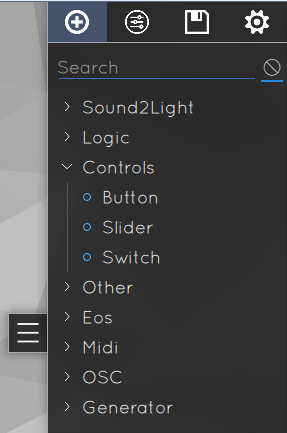 Search
Sound2Light
Logic
Controls
Button
Slider
Switch
Other
Eos
Midi
OSC
Generator